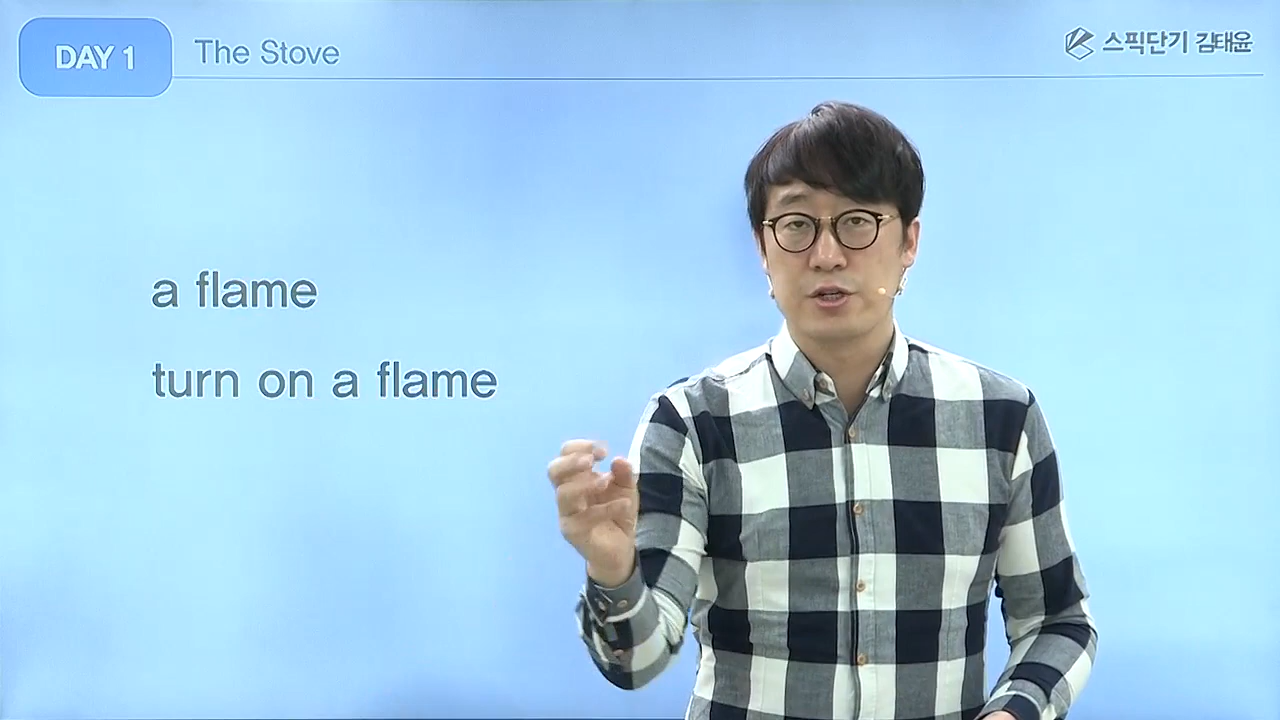 DAY 1
The Stove
스픽단기 김태윤
a flame
turn on a flame